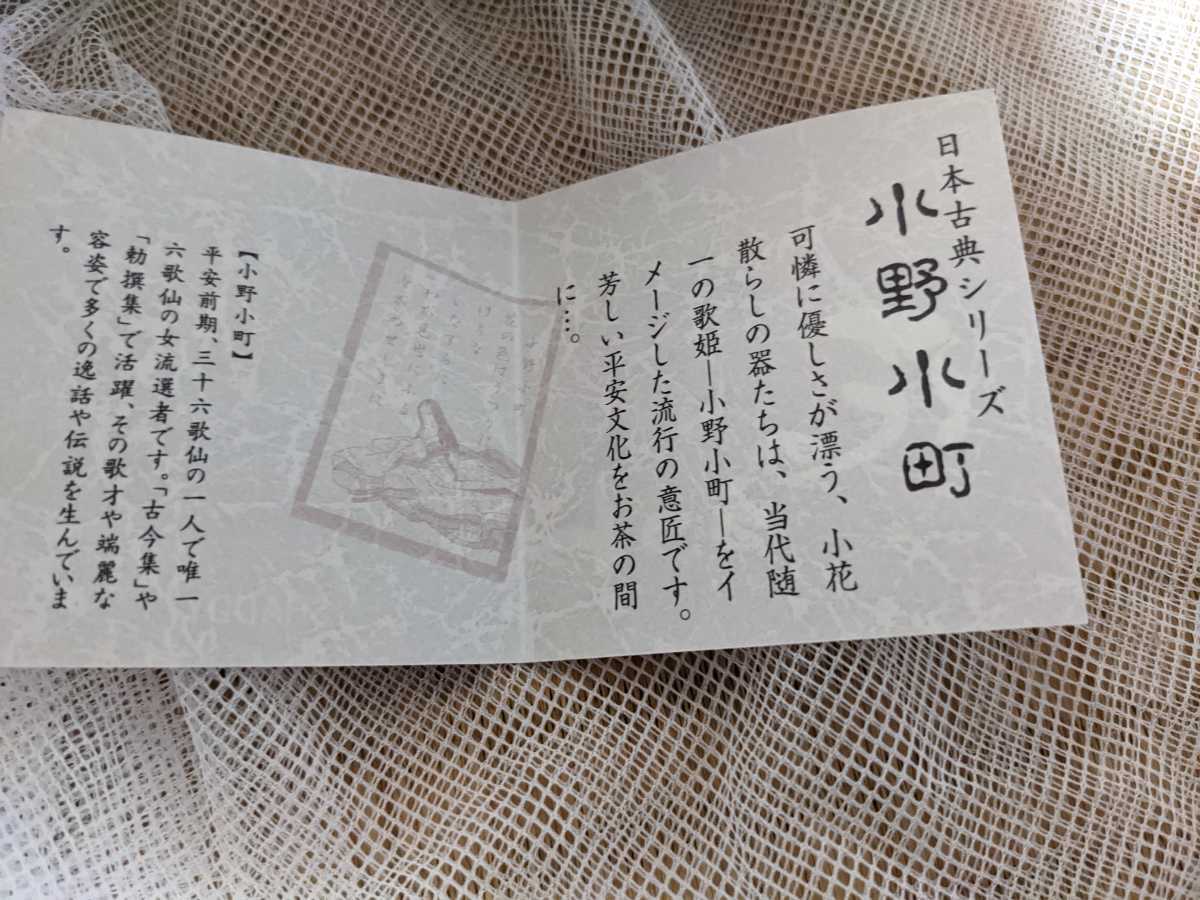 日本古典シリーズ
小野小町
可憐に優しさが漂う、小花
散らしの器たちは、当代随
一の歌姫―小野小町―をイ
メージした流行の意匠です。
芳しい平安文化をお茶の間
に…。
【小野小町】
平安前期、三十六歌仙の一人で唯一
六歌仙の女流選者です。「古今集」や
「勅撰集」で活躍、その歌才や端麗な
容姿で多くの逸話や伝説を生んでいま
す。